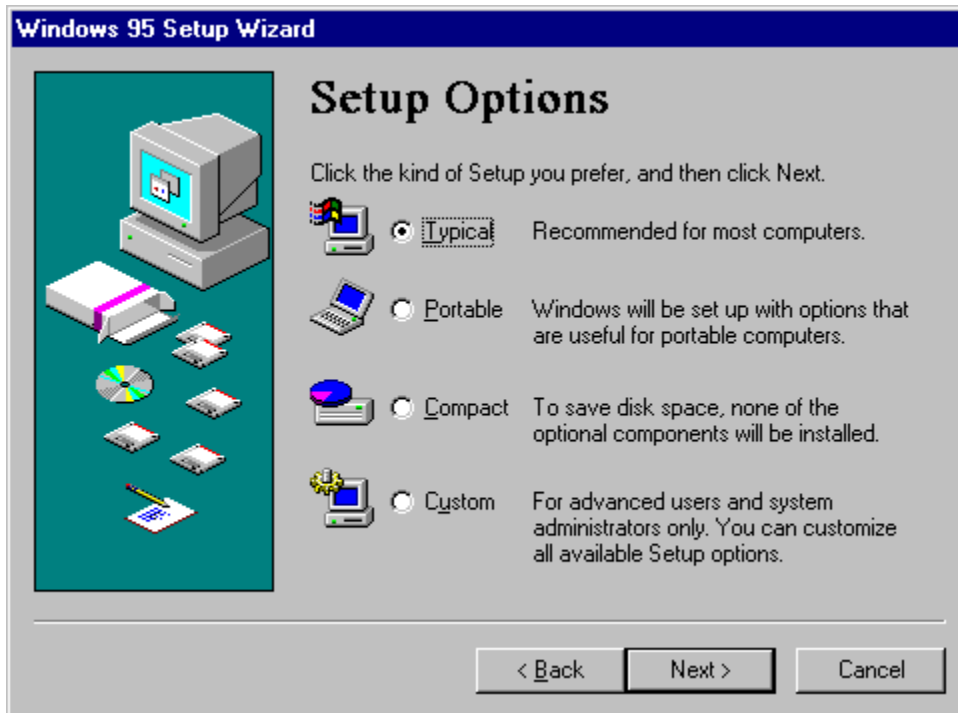 Windows 95 Setup Wizard
Setup Options
Click the kind of Setup you prefer, and then click Next.
Typical Recommended for most computers.
Portable Windows will be set up with options that
are useful for portable computers.
Compact To save disk space, none of the
optional components will be installed.
Custom For advanced users and system
administrators only. You can customize
all available Setup options.
< Back Next > Cancel